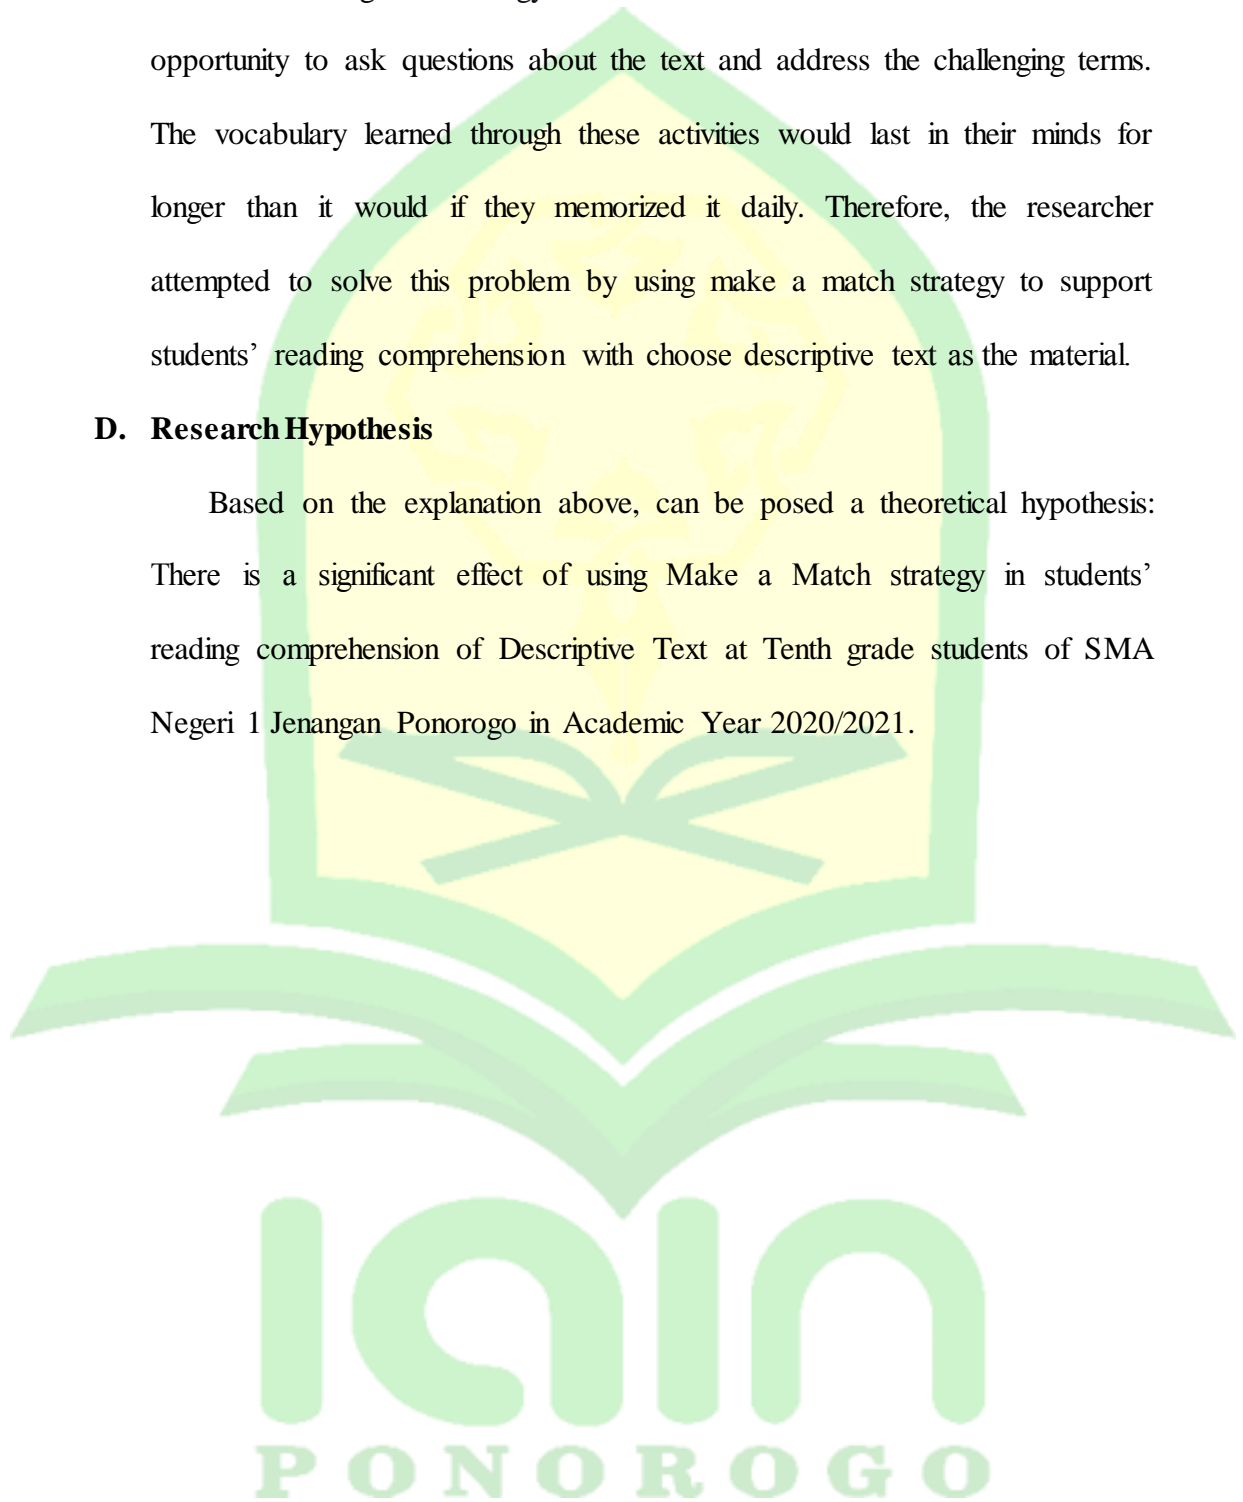 opportunity to ask questions about the text and address the challenging terms.
The vocabulary learned through these activities would last in their minds for
longer than it would if they memorized it daily. Therefore, the researcher
attempted to solve this problem by using make a match strategy to support
students’ reading comprehension with choose descriptive text as the material.
D. Research Hypothesis
Based on the explanation above, can be posed a theoretical hypothesis:
There is a significant effect of using Make a Match strategy in students’
reading comprehension of Descriptive Text at Tenth grade students of SMA
Negeri 1 Jenangan Ponorogo in Academic Year 2020/2021.
iain
PONOROGO